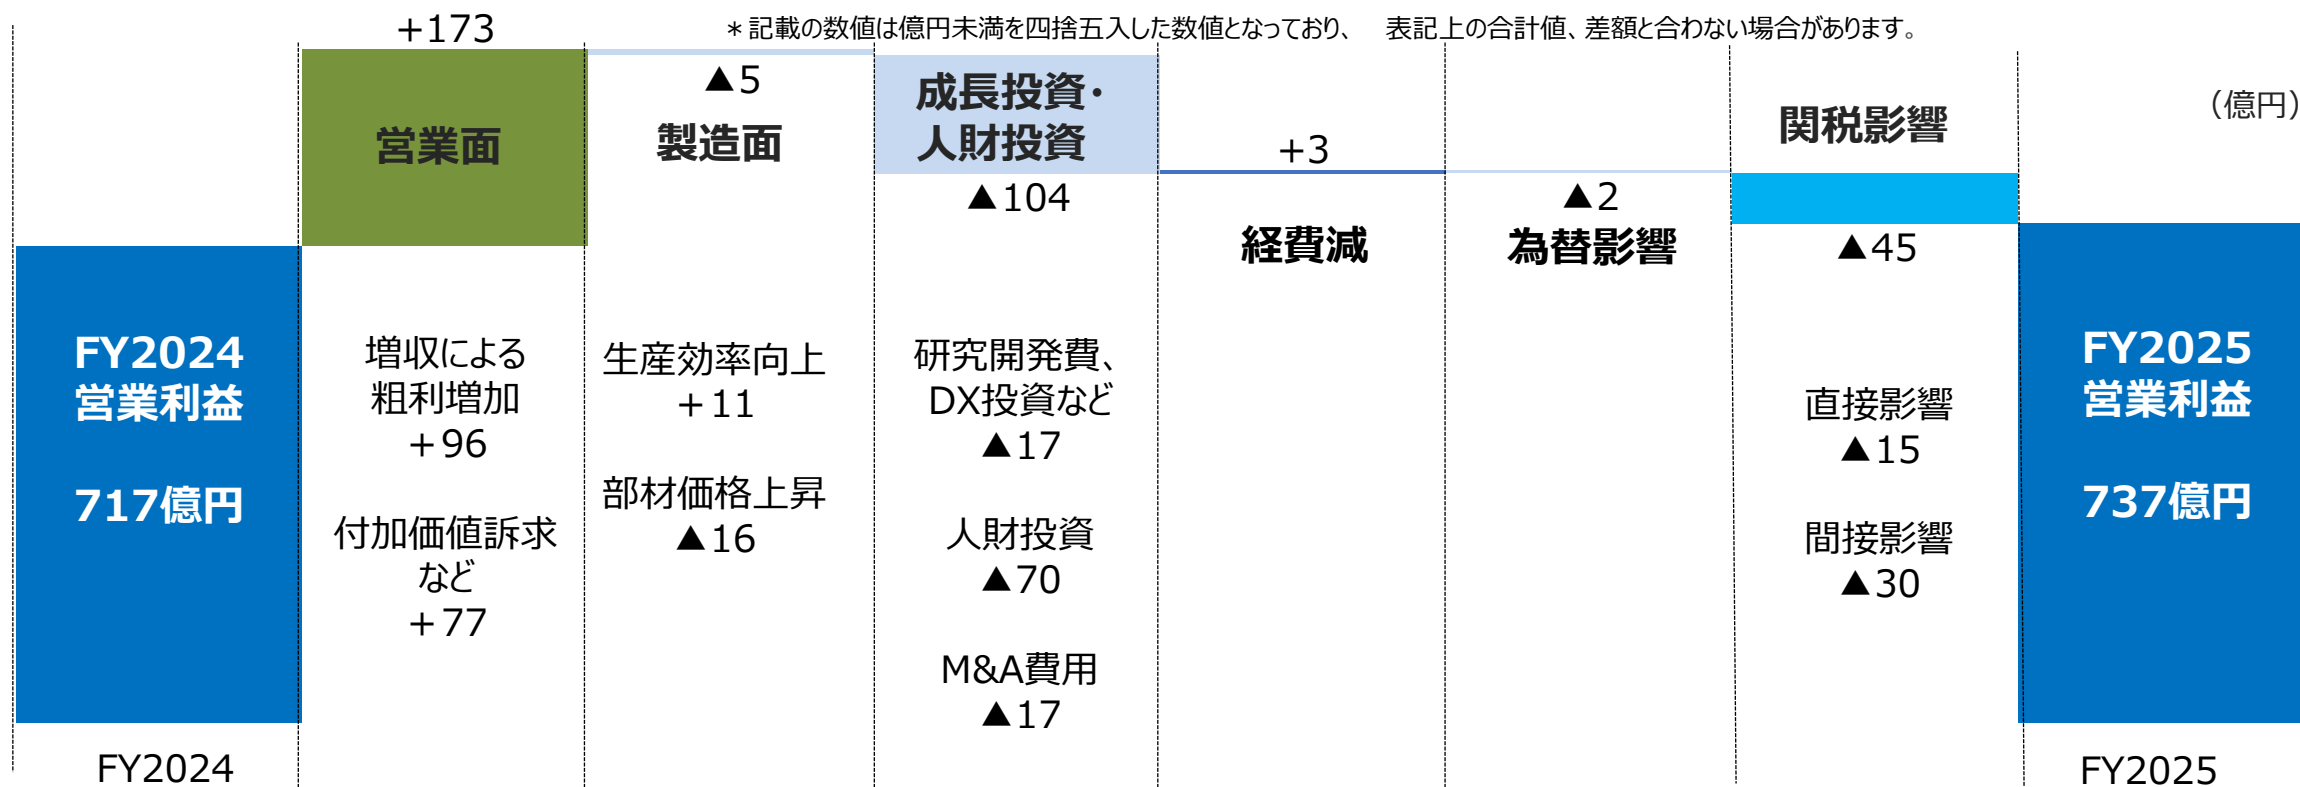 +173
＊記載の数値は億円未満を四捨五入した数値となっており、　表記上の合計値、差額と合わない場合があります。
（億円）
営業面
▲5
製造面
成長投資・
人財投資
▲104
+3
経費減
▲2
為替影響
関税影響
▲45
FY2024
営業利益
717億円
増収による
粗利増加
＋96
付加価値訴求
など
＋77
生産効率向上
＋11
部材価格上昇
▲16
研究開発費、
DX投資など
▲17
人財投資
▲70
M&A費用
▲17
直接影響
▲15
間接影響
▲30
FY2025
営業利益
737億円
FY2024
FY2025